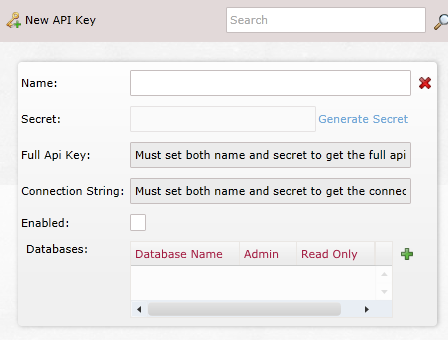 New API Key
Search
Name:
Secret:
Generate Secret
Full Api Key:
Must set both name and secret to get the full api
Connection String:
Must set both name and secret to get the connec
Enabled:
Databases:
Database Name Admin Read Only